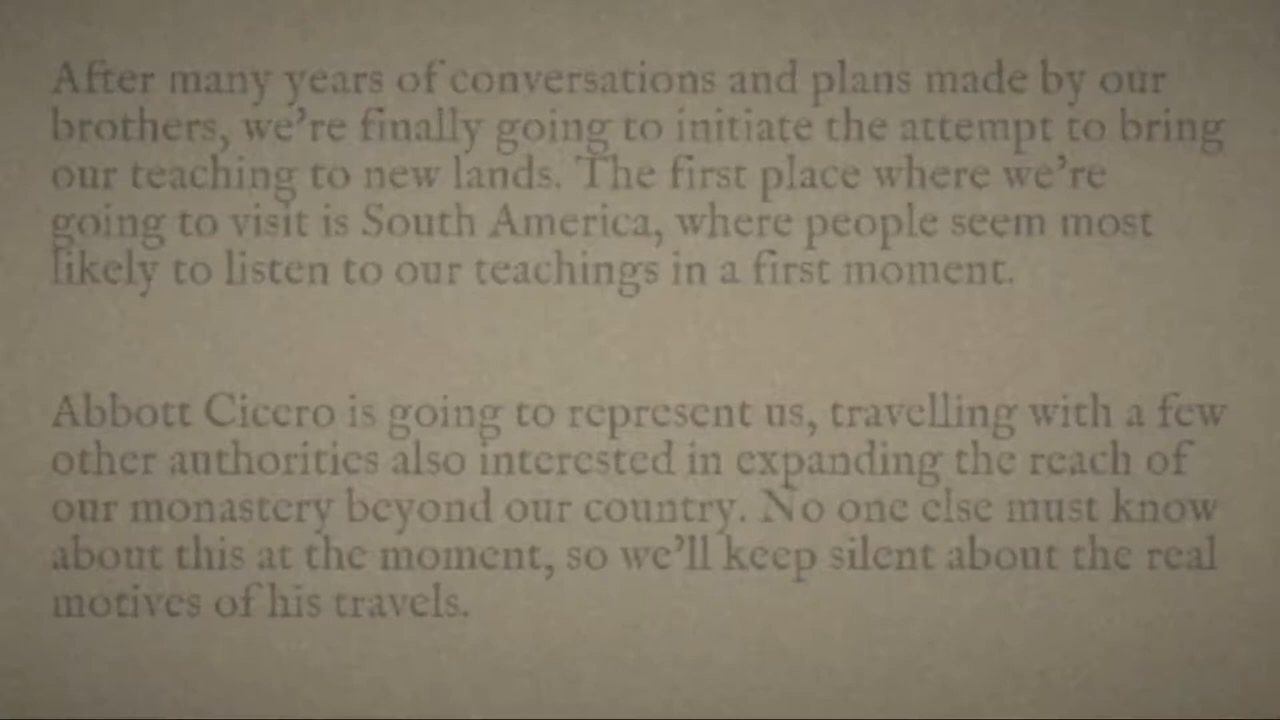 After many years of conversations and plans made by our
brothers, we're finally going to initiate the attempt to bring
our teaching to new lands. The first place where we're
going to visit is South America, where people seem most
likely to listen to our teachings in a first moment.
Abbott Cicero is going to represent us, travelling with a few
other authorities also interested in expanding the reach of
our monastery beyond our country. No one else must know
about this at the moment, so we'll keep silent about the real
motives of his travels.